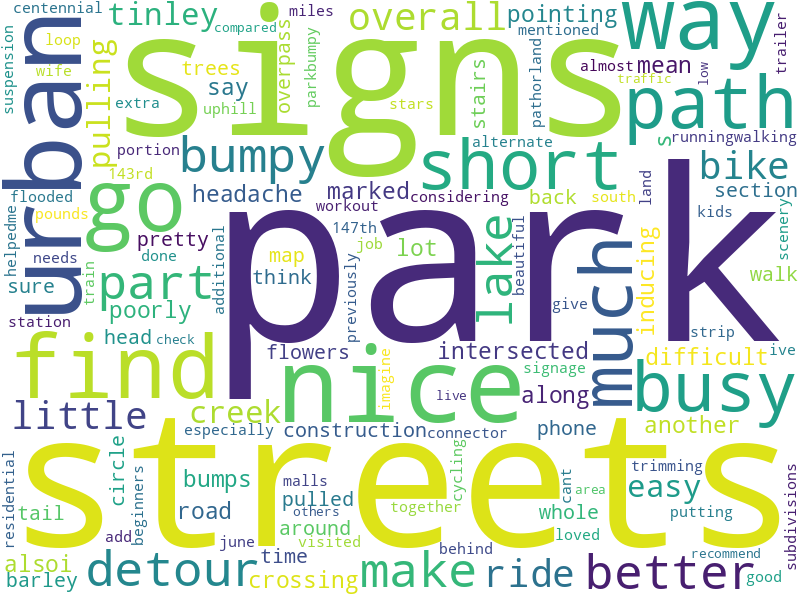 centennial
tinley
overall
pointing
way
loop
compared
mentioned
trailer
suspension
urban
wife
pulling
signs
trees
say
overpass
miles
parkbumpy
stars
stairs
pathorland
almost
mean
traffic
low
path
extra
uphill
portion
bumpy
short
alternate
s
runningwalking
143rd
go
headache
marked
considering
bike
section
flooded
pounds
helpedme
pretty
workout
back
south
land
kids
scenery
needs
done
additional
park
147th
job
lot
lake
beautiful
much
inducing
walk
sure
train
part
map
think
previously
give
station
poorly
head
check
strip
ive
find
flowers
nice
intersected
signage
difficult
imagine
live
along
busy
little
creek
especially
construction
connector
phone
another
streets
residential
circle
beginners
bumps
malls
pulled
others
together
cycling
cant
area
trimming
easy
subdivisions
tail
road
around
whole
putting
add
june
visited
loved
alsoi
time
behind
recommend
barley
detour
crossing
make
ride
better
good